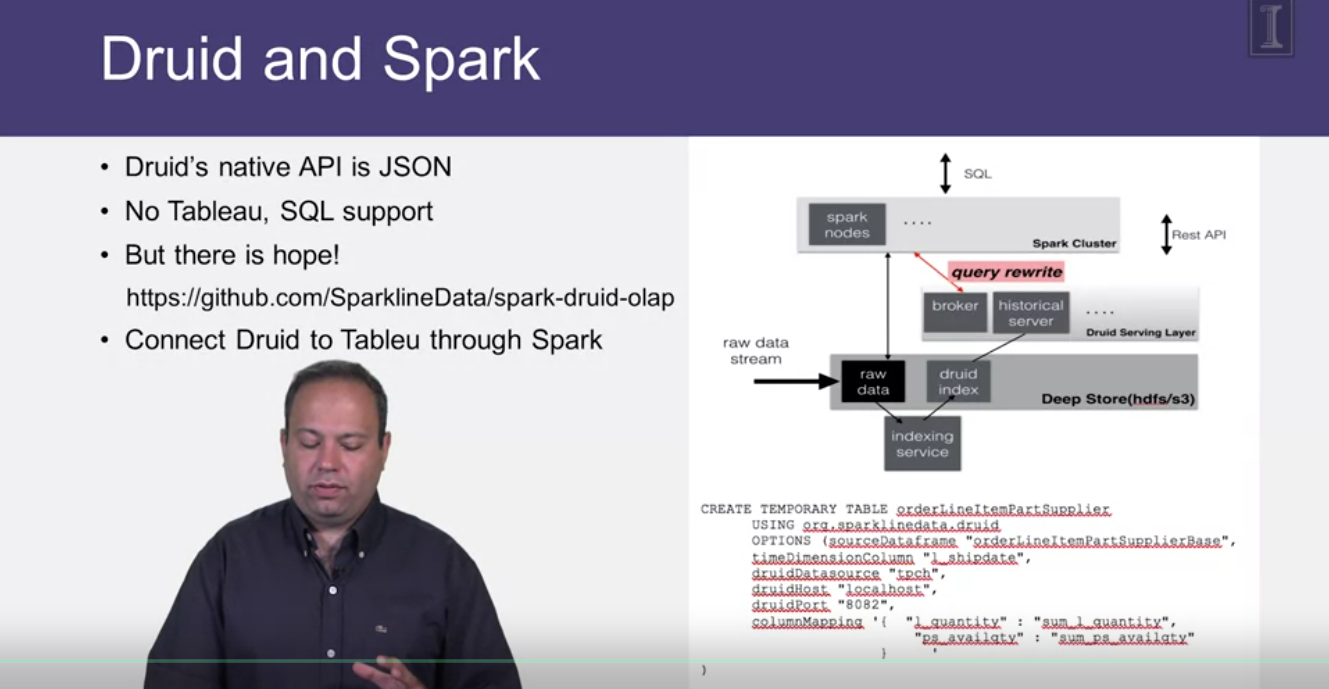 Druid and Spark
I
• Druid's native API is JSON
• No Tableau, SQL support
• But there is hope!
https://github.com/SparklineData/spark-druid-olap
• Connect Druid to Tableu through Spark
SQL
spark
nodes
....
Spark Cluster
Rest API
query rewrite
broker
historical
server
....
Druid Serving Layer
raw data
stream
raw
data
druid
index
Deep Store(hdfs/s3)
indexing
service
CREATE TEMPORARY TABLE orderLineItemPartSupplier
USING org.sparklinedata.druid
OPTIONS (sourceDataframe "orderLineItemPartSupplierBase",
timeDimensionColumn "l_shipdate",
druidDatasource "tpch",
druidHost "localhost",
druidPort "8082",
columnMapping '{ "l_quantity" : "sum_l_quantity",
"ps_availqty" : "sum_ps_availqty"
} '
)